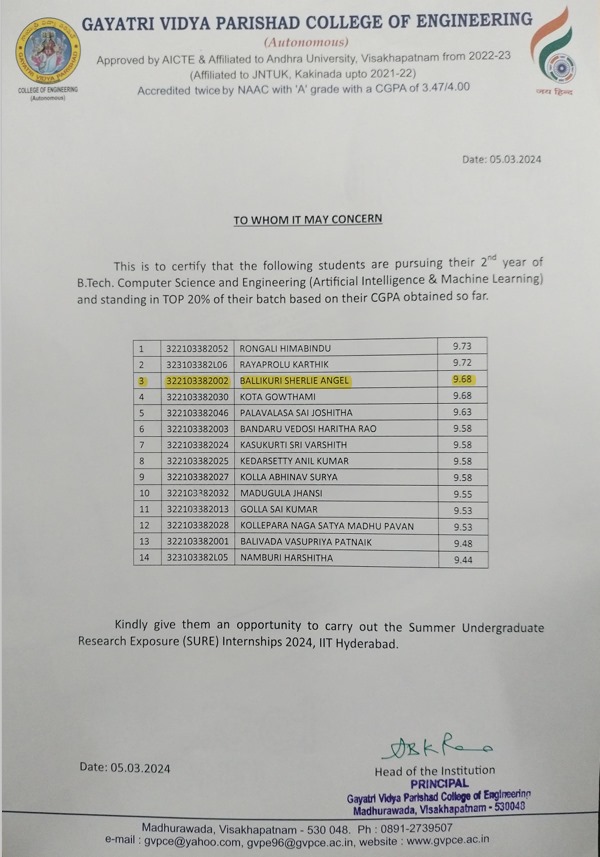 GAYATRI VIDYA PARISHAD COLLEGE OF ENGINEERING
(Autonomous)
Approved by AICTE & Affiliated to Andhra University, Visakhapatnam from 2022-23
(Affiliated to JNTUK, Kakinada upto 2021-22)
Accredited twice by NAAC with 'A' grade with a CGPA of 3.47/4.00
COLLEGE OF ENGINEERING
(Autonomous)
जय हिन्द
Date: 05.03.2024
TO WHOM IT MAY CONCERN
This is to certify that the following students are pursuing their 2nd year of
B.Tech. Computer Science and Engineering (Artificial Intelligence & Machine Learning)
and standing in TOP 20% of their batch based on their CGPA obtained so far.
1 322103382052 RONGALI HIMABINDU 9.73
2 323103382L06 RAYAPROLU KARTHIK 9.72
3 322103382002 BALLIKURI SHERLIE ANGEL 9.68
4 322103382030 KOTA GOWTHAMI 9.68
5 322103382046 PALAVALASA SAI JOSHITHA 9.63
6 322103382003 BANDARU VEDOSI HARITHA RAO 9.58
7 322103382024 KASUKURTI SRI VARSHITH 9.58
8 322103382025 KEDARSETTY ANIL KUMAR 9.58
9 322103382027 KOLLA ABHINAV SURYA 9.58
10 322103382032 MADUGULA JHANSI 9.55
11 322103382013 GOLLA SAI KUMAR 9.53
12 322103382028 KOLLEPARA NAGA SATYA MADHU PAVAN 9.53
13 322103382001 BALIVADA VASUPRIYA PATNAIK 9.48
14 323103382L05 NAMBURI HARSHITHA 9.44
Kindly give them an opportunity to carry out the Summer Undergraduate
Research Exposure (SURE) Internships 2024, IIT Hyderabad.
Date: 05.03.2024
Head of the Institution
PRINCIPAL
Gayatri Vidya Parishad College of Engineering
Madhurawada, Visakhapatnam - 530048
Madhurawada, Visakhapatnam - 530 048. Ph : 0891-2739507
e-mail : gvpce@yahoo.com, gvpe96@gvpce.ac.in, website : www.gvpce.ac.in